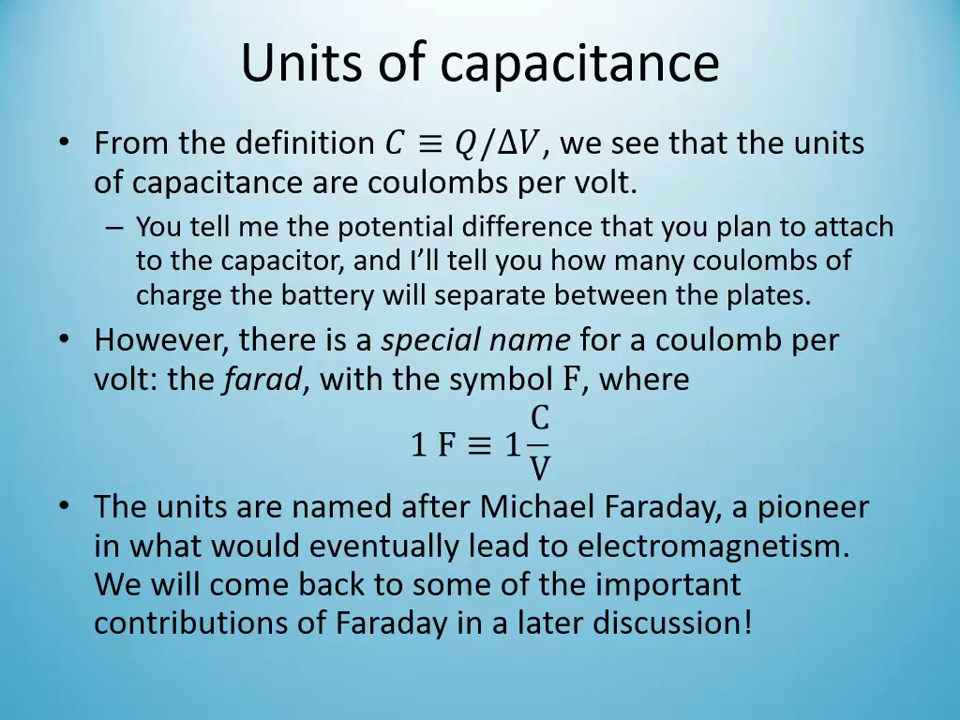 Units of capacitance
• From the definition C ≡ Q/ΔV, we see that the units
of capacitance are coulombs per volt.
– You tell me the potential difference that you plan to attach
to the capacitor, and I’ll tell you how many coulombs of
charge the battery will separate between the plates.
• However, there is a special name for a coulomb per
volt: the farad, with the symbol F, where
1 F ≡ 1 C/V
• The units are named after Michael Faraday, a pioneer
in what would eventually lead to electromagnetism.
We will come back to some of the important
contributions of Faraday in a later discussion!